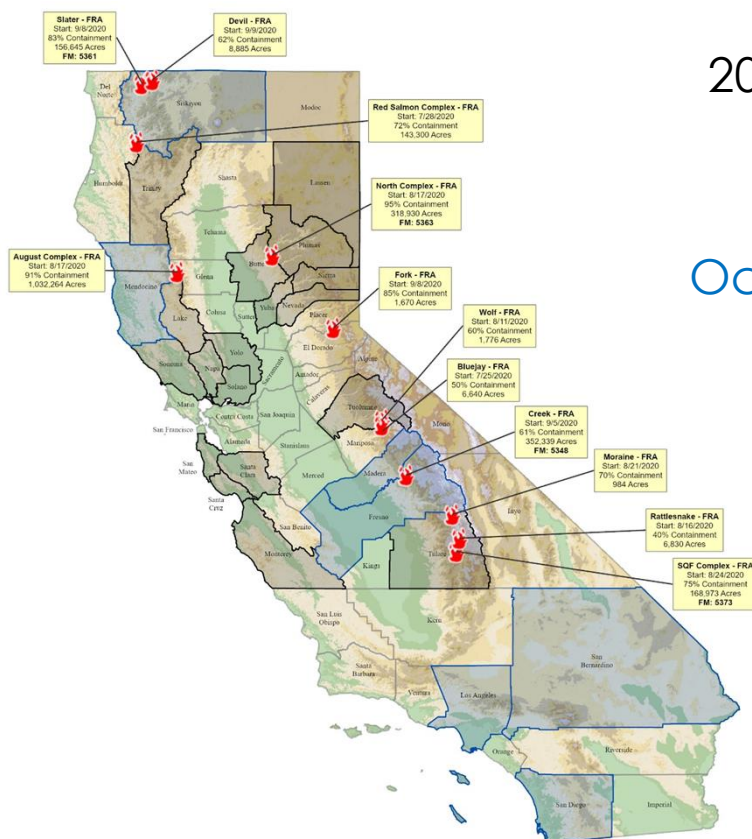 Slater - FRA
Start: 9/8/2020
83% Containment
156,645 Acres
FM: 5361
Devil - FRA
Start: 9/9/2020
62% Containment
8,885 Acres
20
Red Salmon Complex - FRA
Start: 7/28/2020
72% Containment
143,300 Acres
North Complex - FRA
Start: 8/17/2020
95% Containment
318,930 Acres
FM: 5363
August Complex - FRA
Start: 8/17/2020
91% Containment
1,032,264 Acres
Fork - FRA
Start: 9/8/2020
85% Containment
1,670 Acres
Wolf - FRA
Start: 8/11/2020
60% Containment
1,776 Acres
Bluejay - FRA
Start: 7/25/2020
50% Containment
6,640 Acres
Creek - FRA
Start: 9/5/2020
61% Containment
352,339 Acres
FM: 5348
Moraine - FRA
Start: 8/21/2020
70% Containment
984 Acres
Rattlesnake - FRA
Start: 8/16/2020
40% Containment
6,830 Acres
SQF Complex - FRA
Start: 8/24/2020
75% Containment
168,973 Acres
FM: 5373
Del
Norte
Siskiyou
Modoc
Humboldt
Trinity
Shasta
Lassen
Tehama
Plumas
Butte
Glenn
Mendocino
Sierra
Nevada
Yuba
Placer
Colusa
Sutter
Lake
El Dorado
Yolo
Sonoma
Napa
Sacramento
Alpine
Amador
Solano
Calaveras
Marin
Tuolumne
Mono
San Joaquin
Contra Costa
San Francisco
Alameda
Stanislaus
Mariposa
San
Mateo
Santa
Clara
Merced
Madera
Santa
Cruz
San Benito
Fresno
Inyo
Monterey
Kings
Tulare
San Luis
Obispo
Kern
Santa
Barbara
Ventura
San
Bernardino
Los Angeles
Orange
Riverside
San Diego
Imperial